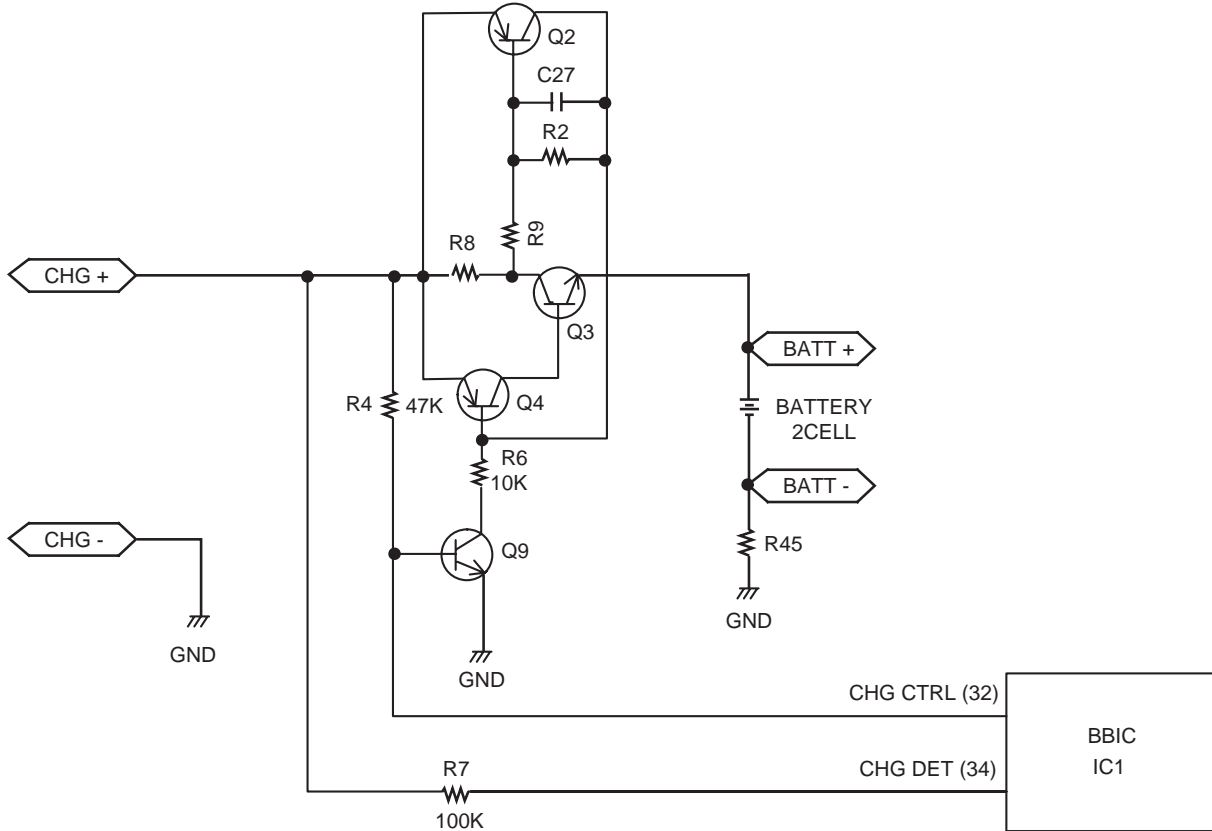 Q2
C27
R2
R9
R8
CHG +
Q3
BATT +
R4 47K
Q4
BATTERY
2CELL
R6
10K
BATT -
CHG -
Q9
R45
GND
GND
GND
CHG CTRL (32)
BBIC
IC1
CHG DET (34)
R7
100K